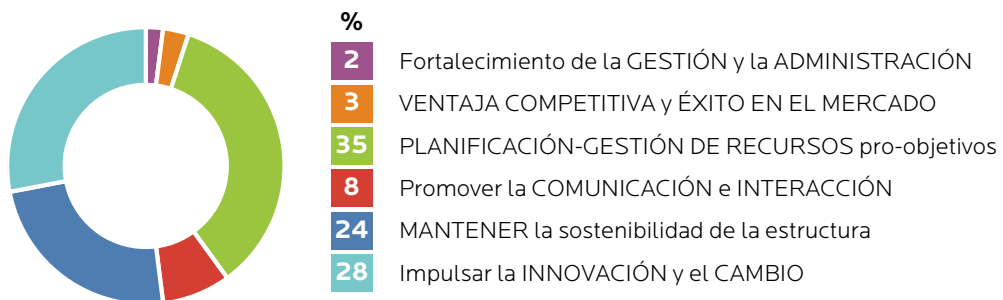 %
2 Fortalecimiento de la GESTIÓN y la ADMINISTRACIÓN
3 VENTAJA COMPETITIVA y ÉXITO EN EL MERCADO
35 PLANIFICACIÓN-GESTIÓN DE RECURSOS pro-objetivos
8 Promover la COMUNICACIÓN e INTERACCIÓN
24 MANTENER la sostenibilidad de la estructura
28 Impulsar la INNOVACIÓN y el CAMBIO